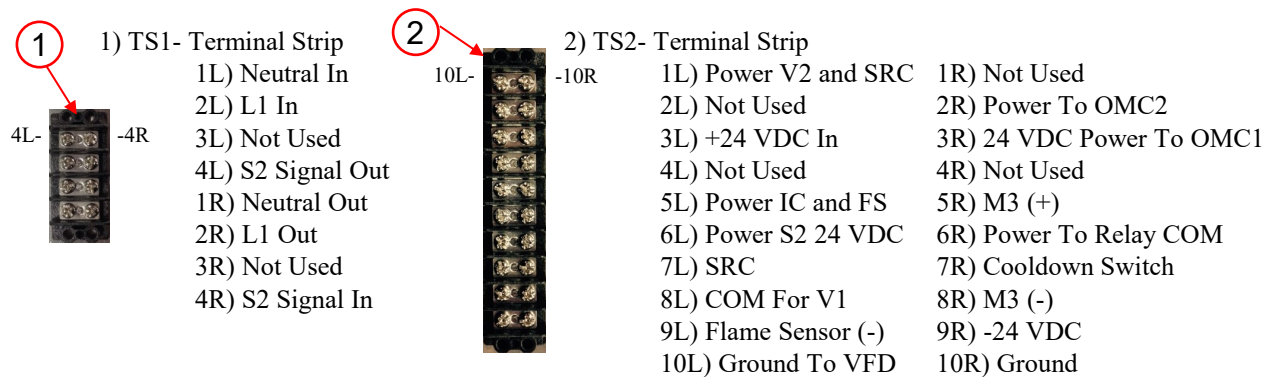 1
1) TS1- Terminal Strip
1L) Neutral In
2L) L1 In
3L) Not Used
4L) S2 Signal Out
1R) Neutral Out
2R) L1 Out
3R) Not Used
4R) S2 Signal In
4L-
-4R
2
2) TS2- Terminal Strip
10L-
-10R
1L) Power V2 and SRC 1R) Not Used
2L) Not Used 2R) Power To OMC2
3L) +24 VDC In 3R) 24 VDC Power To OMC1
4L) Not Used 4R) Not Used
5L) Power IC and FS 5R) M3 (+)
6L) Power S2 24 VDC 6R) Power To Relay COM
7L) SRC 7R) Cooldown Switch
8L) COM For V1 8R) M3 (-)
9L) Flame Sensor (-) 9R) -24 VDC
10L) Ground To VFD 10R) Ground